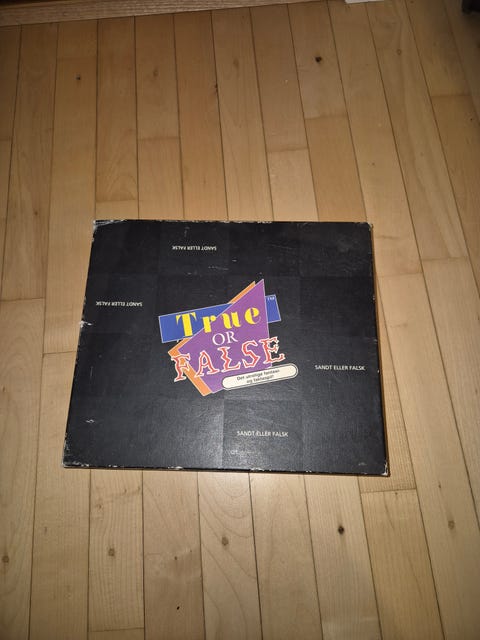 SANDT ELLER FALSK
SANDT ELLER FALSK
True
TM
OR
FALSE
Det utrolige fantasi-
og faktaspil!
SANDT ELLER FALSK
SANDT ELLER FALSK